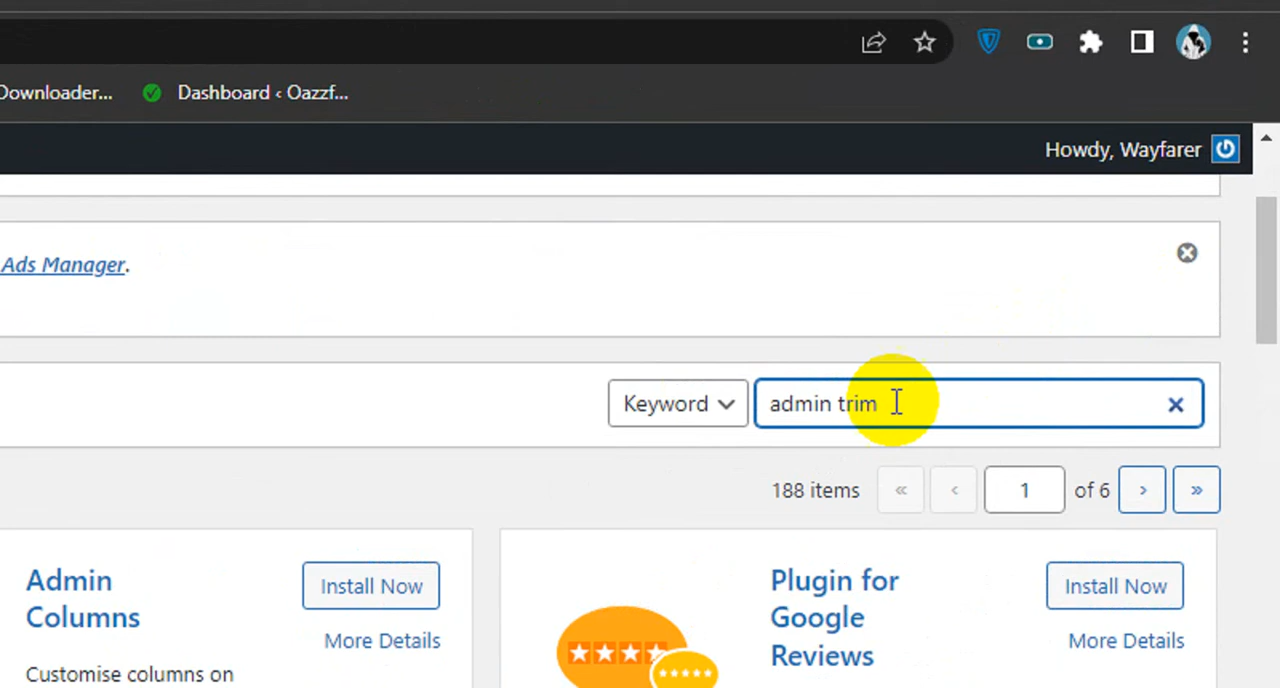 Downloader...
Dashboard ‹ Oazzf...
Howdy, Wayfarer
Ads Manager.
Keyword
admin trim
188 items « ‹ 1 of 6 › »
Admin
Columns
Install Now
More Details
Customise columns on
Plugin for
Google
Reviews
Install Now
More Details